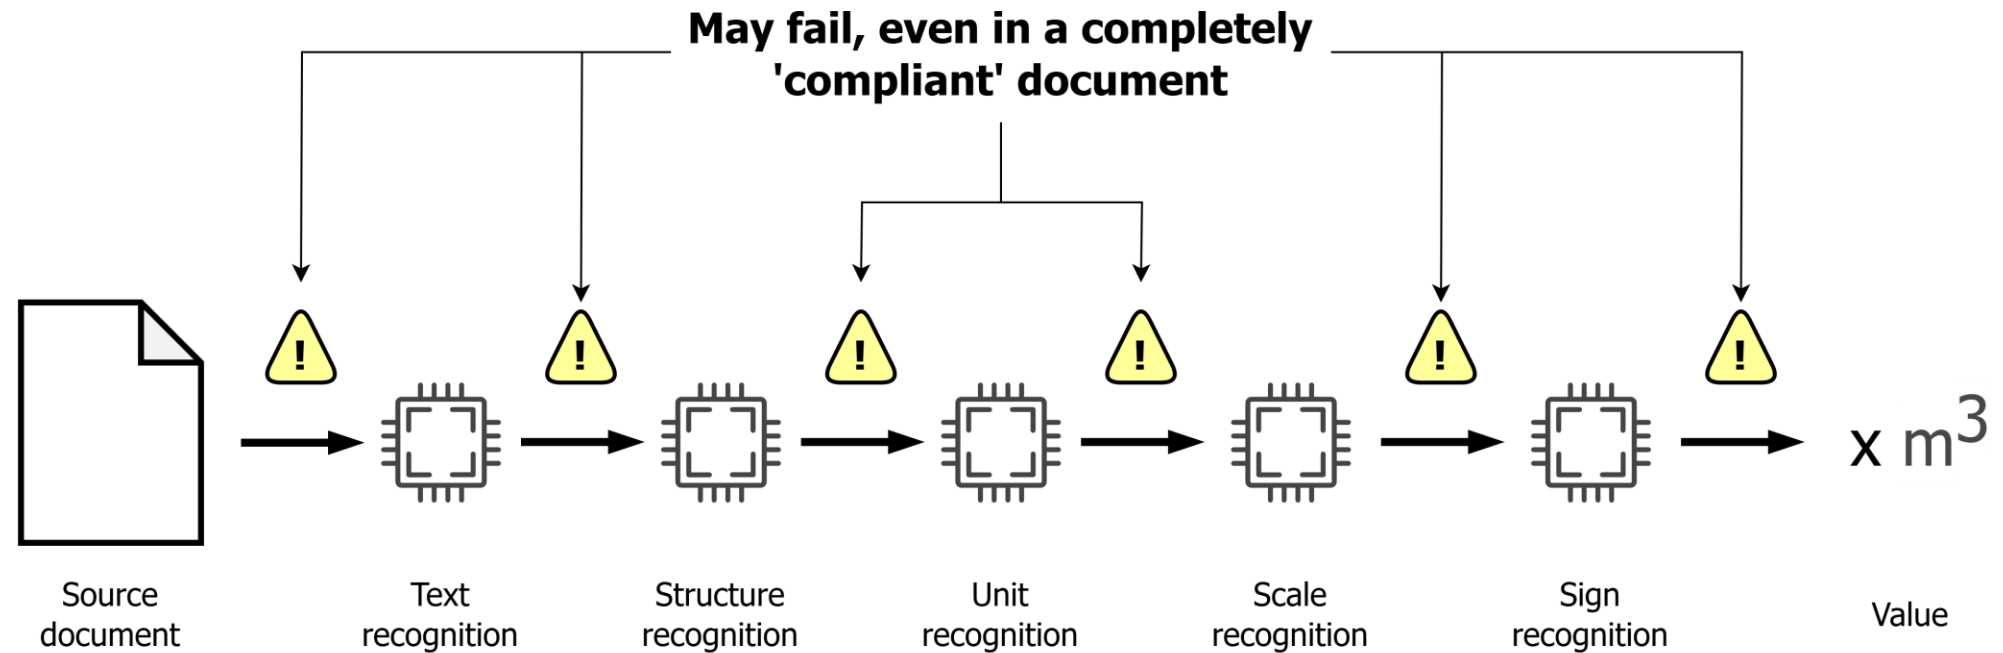 May fail, even in a completely
'compliant' document
!
!
!
!
!
!
x m³
Source
document
Text
recognition
Structure
recognition
Unit
recognition
Scale
recognition
Sign
recognition
Value